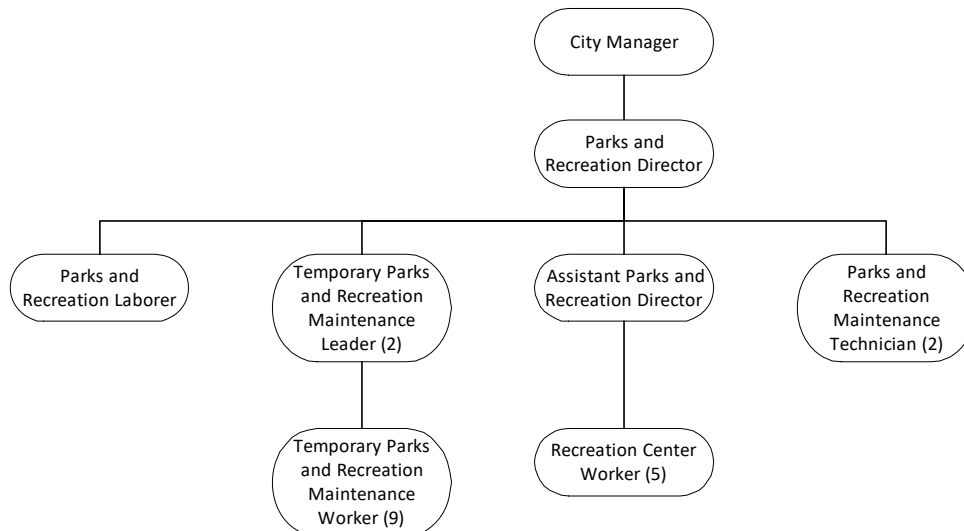 City Manager
Parks and
Recreation Director
Parks and
Recreation Laborer
Temporary Parks
and Recreation
Maintenance
Leader (2)
Assistant Parks and
Recreation Director
Parks and
Recreation
Maintenance
Technician (2)
Temporary Parks
and Recreation
Maintenance
Worker (9)
Recreation Center
Worker (5)